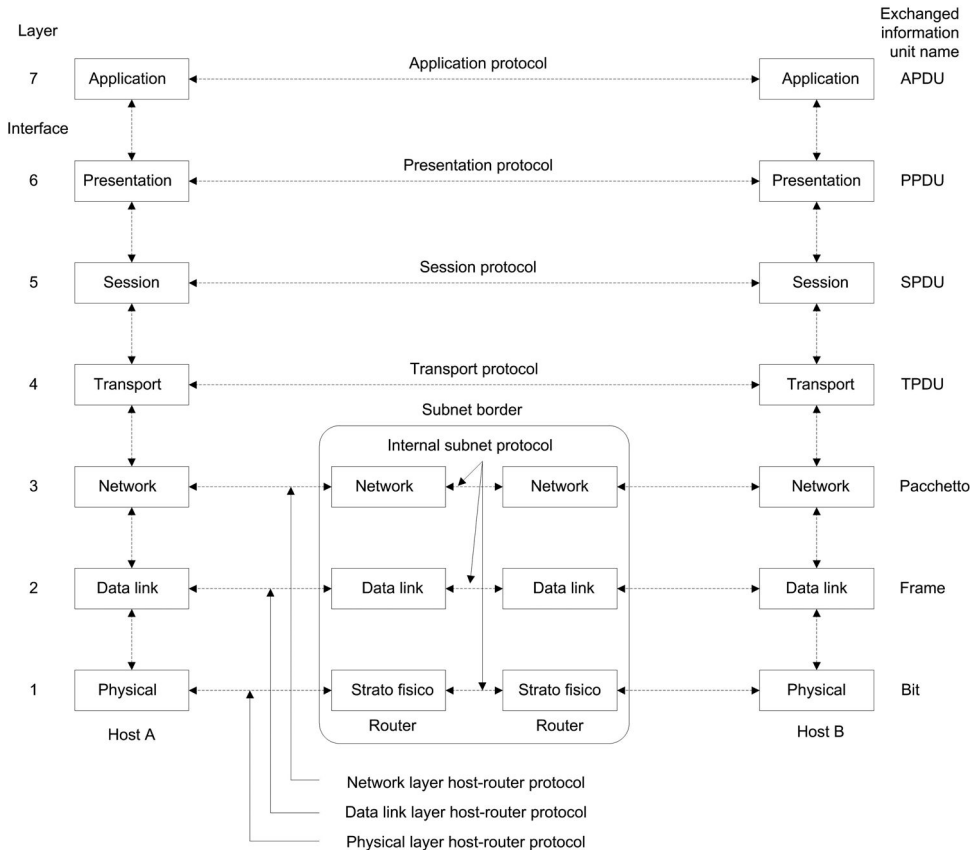 Layer
Exchanged
information
unit name
7
Application
Application protocol
Application
APDU
Interface
6
Presentation
Presentation protocol
Presentation
PPDU
5
Session
Session protocol
Session
SPDU
4
Transport
Transport protocol
Transport
TPDU
Subnet border
Internal subnet protocol
3
Network
Network
Network
Network
Pacchetto
2
Data link
Data link
Data link
Data link
Frame
1
Physical
Strato fisico
Strato fisico
Physical
Bit
Host A
Router
Router
Host B
Network layer host-router protocol
Data link layer host-router protocol
Physical layer host-router protocol